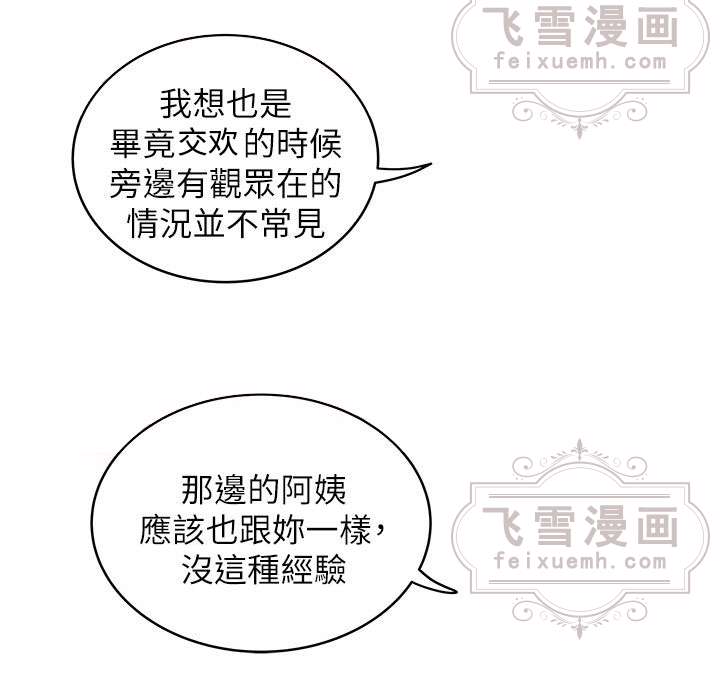 飞雪漫画
feixuemh.com
我想也是
畢竟交欢的時候
旁邊有觀眾在的
情況並不常見
那邊的阿姨
應該也跟妳一樣，
沒這種經驗
飞雪漫画
feixuemh.com